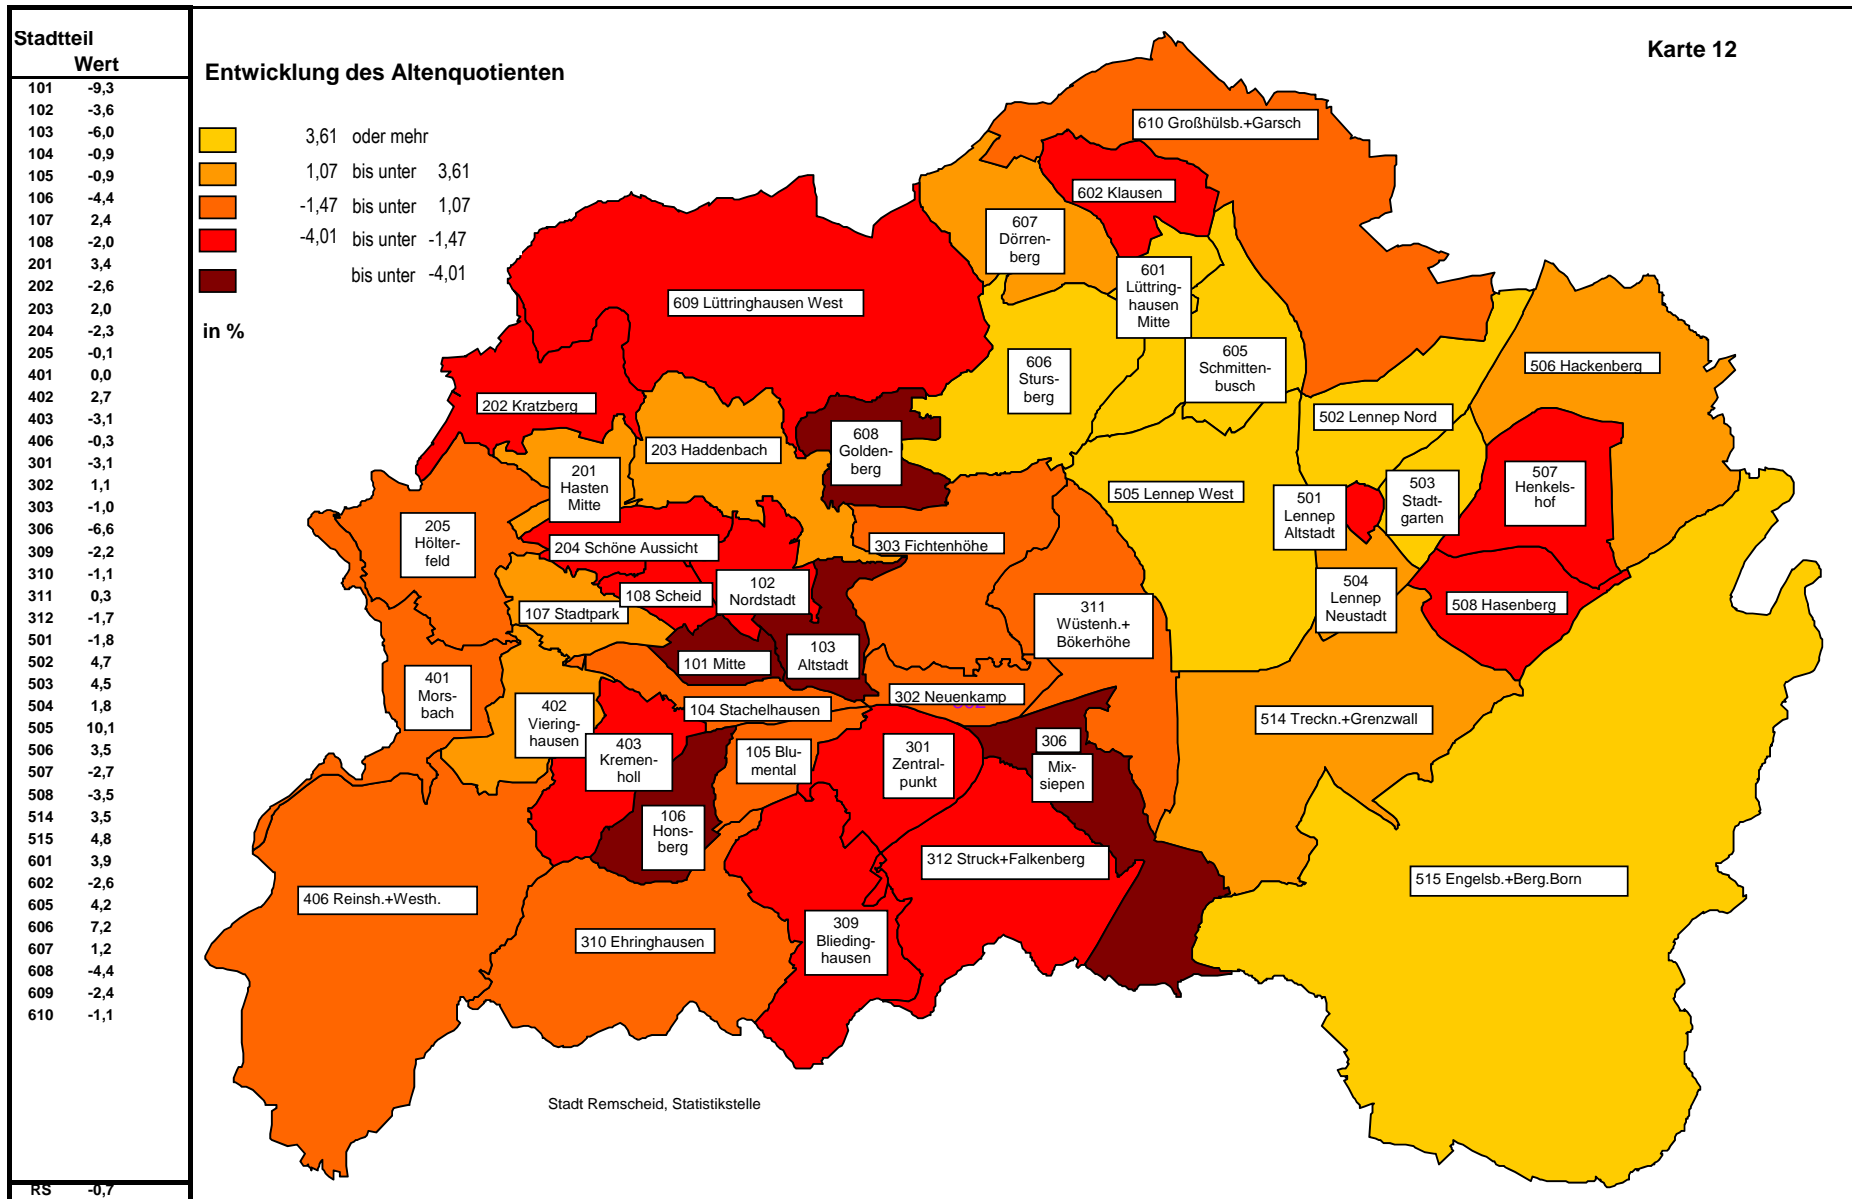 Stadtteil
Wert
101 -9,3
102 -3,6
103 -6,0
104 -0,9
105 -0,9
106 -4,4
107 2,4
108 -2,0
201 3,4
202 -2,6
203 2,0
204 -2,3
205 -0,1
401 0,0
402 2,7
403 -3,1
406 -0,3
301 -3,1
302 1,1
303 -1,0
306 -6,6
309 -2,2
310 -1,1
311 0,3
312 -1,7
501 -1,8
502 4,7
503 4,5
504 1,8
505 10,1
506 3,5
507 -2,7
508 -3,5
514 3,5
515 4,8
601 3,9
602 -2,6
605 4,2
606 7,2
607 1,2
608 -4,4
609 -2,4
610 -1,1
RS -0,7
Karte 12
Entwicklung des Altenquotienten
3,61 oder mehr
1,07 bis unter 3,61
-1,47 bis unter 1,07
-4,01 bis unter -1,47
bis unter -4,01
in %
610 Großhülsb.+Garsch
602 Klausen
607
Dörren-
berg
601
Lüttring-
hausen
Mitte
609 Lüttringhausen West
606
Sturs-
berg
605
Schmitten-
busch
506 Hackenberg
502 Lennep Nord
202 Kratzberg
203 Haddenbach
608
Golden-
berg
201
Hasten
Mitte
505 Lennep West
501
Lennep
Altstadt
503
Stadt-
garten
507
Henkels-
hof
205
Hölter-
feld
204 Schöne Aussicht
303 Fichtenhöhe
102
Nordstadt
108 Scheid
107 Stadtpark
504
Lennep
Neustadt
508 Hasenberg
311
Wüstenh.+
Bökerhöhe
103
Altstadt
101 Mitte
401
Mors-
bach
302 Neuenkamp
302
402
Viering-
hausen
104 Stachelhausen
514 Treckn.+Grenzwall
403
Kremen-
holl
105 Blu-
mental
301
Zentral-
punkt
306
Mix-
siepen
106
Hons-
berg
312 Struck+Falkenberg
515 Engelsb.+Berg.Born
406 Reinsh.+Westh.
310 Ehringhausen
309
Blieding-
hausen
Stadt Remscheid, Statistikstelle